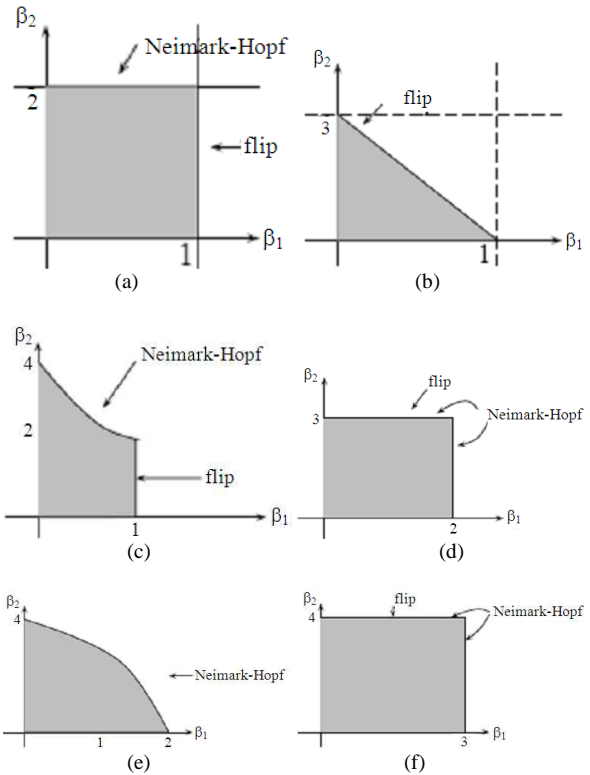 β2
Neimark-Hopf
2
flip
1
β1
(a)
β2
flip
3
1
β1
(b)
β2
4
Neimark-Hopf
2
flip
1
β1
(c)
β2
flip
3
Neimark-Hopf
2
β1
(d)
β2
4
Neimark-Hopf
1
2
β1
(e)
β2
flip
4
Neimark-Hopf
3
β1
(f)